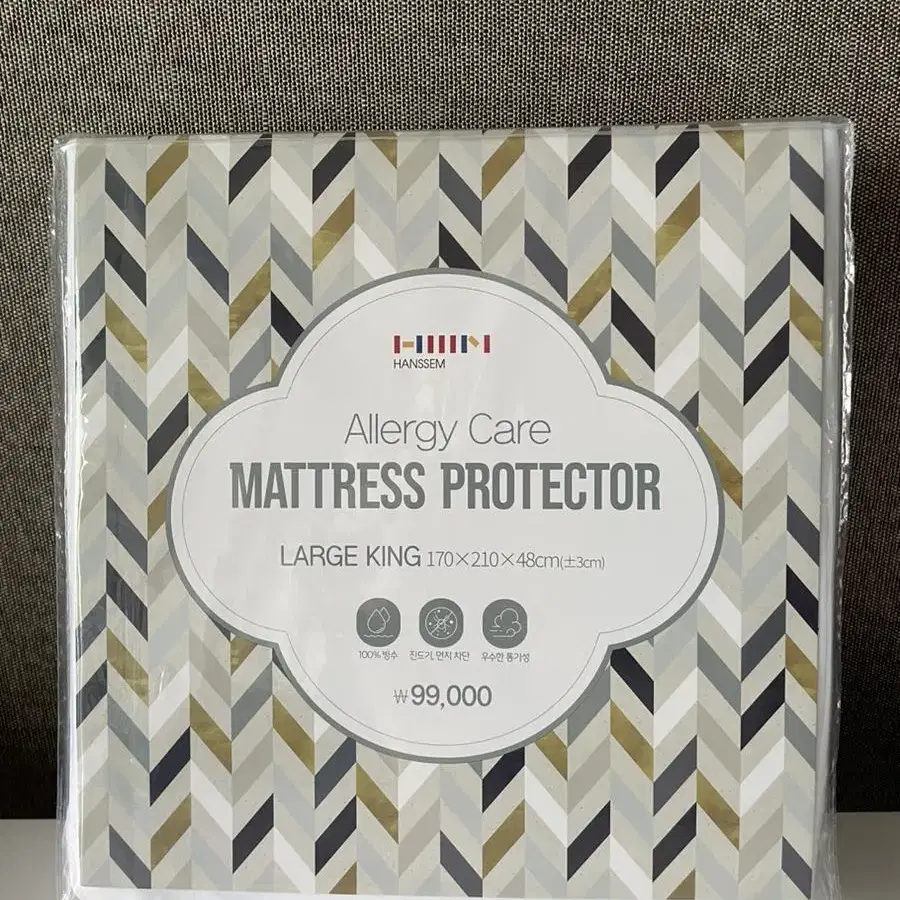 HANSSEM
Allergy Care
MATTRESS PROTECTOR
LARGE KING 170×210×48cm(±3cm)
100% 방수 진드기, 먼지 차단 우수한 통기성
₩99,000